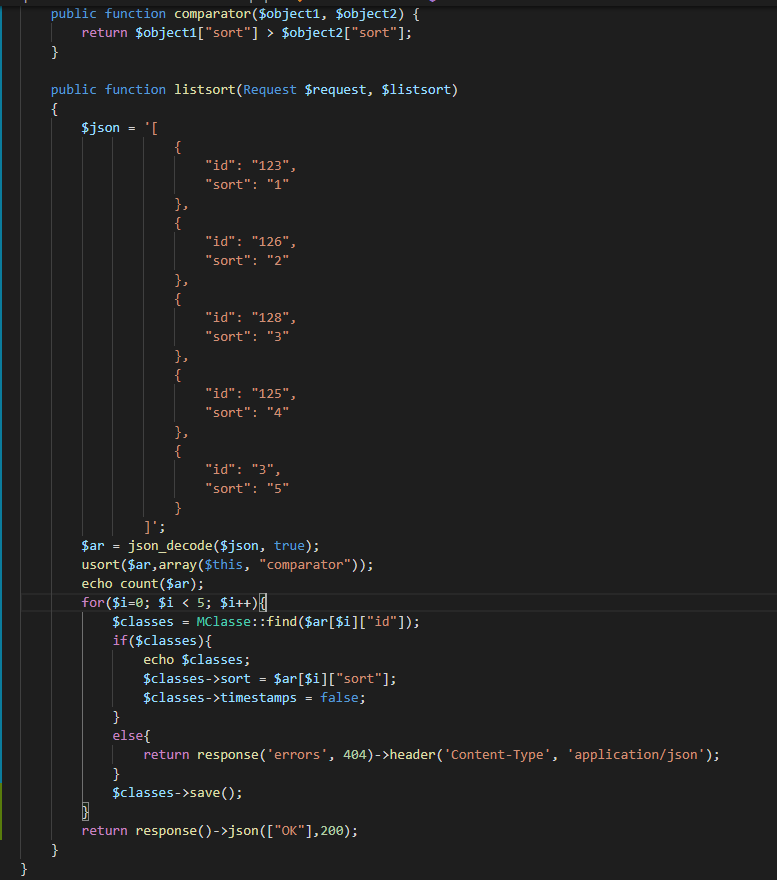 public function comparator($object1, $object2) {
return $object1["sort"] > $object2["sort"];
}
public function listsort(Request $request, $listsort)
{
$json = '[
{
"id": "123",
"sort": "1"
},
{
"id": "126",
"sort": "2"
},
{
"id": "128",
"sort": "3"
},
{
"id": "125",
"sort": "4"
},
{
"id": "3",
"sort": "5"
}
]';
$ar = json_decode($json, true);
usort($ar,array($this, "comparator"));
echo count($ar);
for($i=0; $i < 5; $i++){
$classes = MClasse::find($ar[$i]["id"]);
if($classes){
echo $classes;
$classes->sort = $ar[$i]["sort"];
$classes->timestamps = false;
}
else{
return response('errors', 404)->header('Content-Type', 'application/json');
}
$classes->save();
}
return response()->json(["OK"],200);
}
}